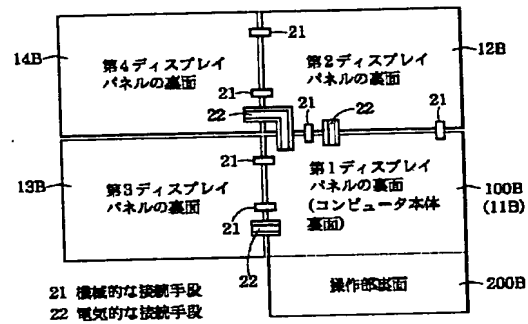 21
14B
12B
第4ディスプレイ
パネルの裏面
第2ディスプレイ
パネルの裏面
21
22
21
22
21
21
13B
第3ディスプレイ
パネルの裏面
第1ディスプレイ
パネルの裏面
(コンピュータ本体
裏面)
100B
(11B)
21
22
操作部裏面
200B
21 機械的な接続手段
22 電気的な接続手段